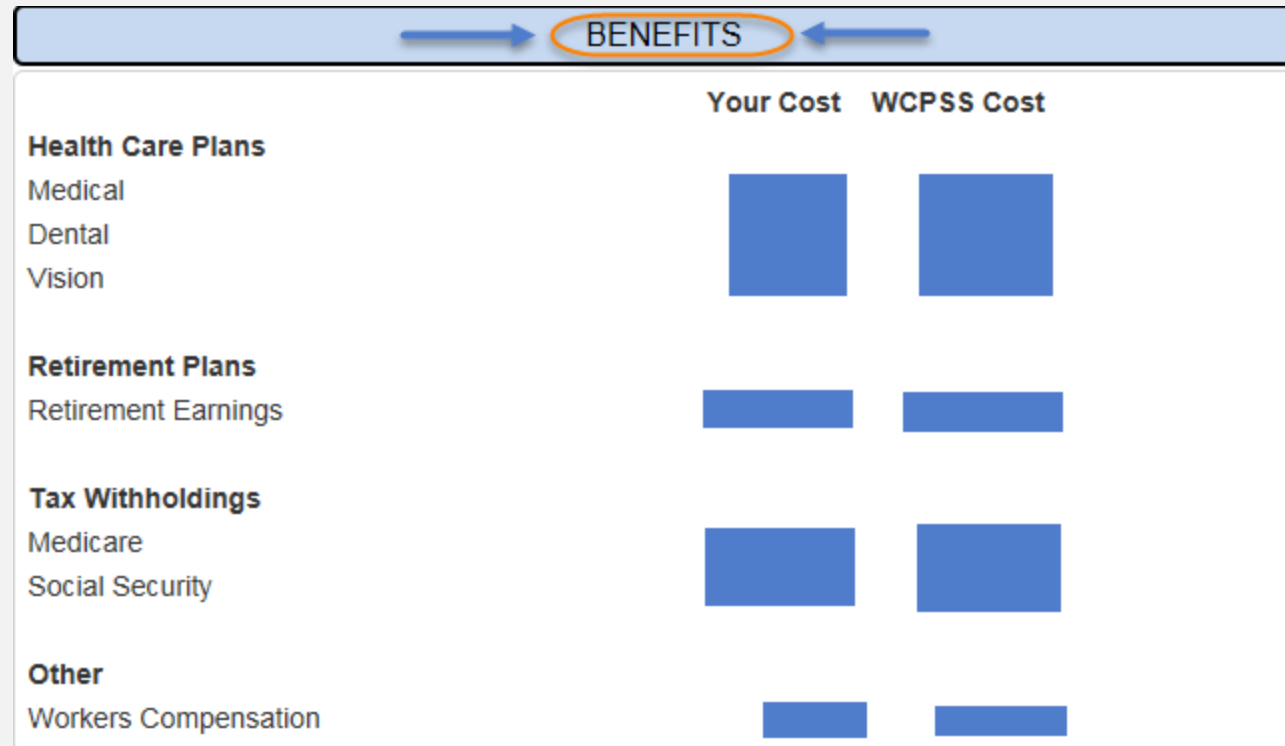 BENEFITS
Your Cost WCPSS Cost
Health Care Plans
Medical
Dental
Vision
Retirement Plans
Retirement Earnings
Tax Withholdings
Medicare
Social Security
Other
Workers Compensation